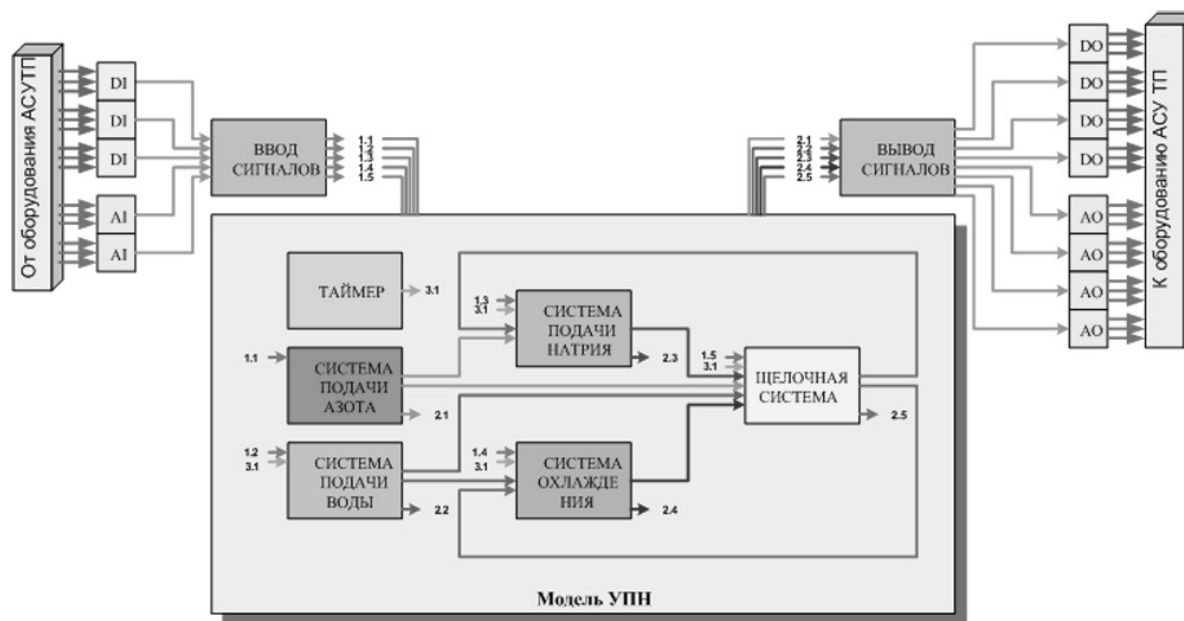 От оборудования АСУТП
DI
DI
DI
AI
AI
ВВОД
СИГНАЛОВ
1.1
1.2
1.3
1.4
1.5
2.1
2.2
2.3
2.4
2.5
ВЫВОД
СИГНАЛОВ
DO
DO
DO
DO
AO
AO
AO
AO
К оборудованию АСУ ТП
ТАЙМЕР
3.1
1.3
3.1
СИСТЕМА
ПОДАЧИ
НАТРИЯ
2.3
1.1
СИСТЕМА
ПОДАЧИ
АЗОТА
2.1
1.5
3.1
ЩЕЛОЧНАЯ
СИСТЕМА
2.5
1.2
3.1
СИСТЕМА
ПОДАЧИ
ВОДЫ
2.2
1.4
3.1
СИСТЕМА
ОХЛАЖДЕ
НИЯ
2.4
Модель УПН